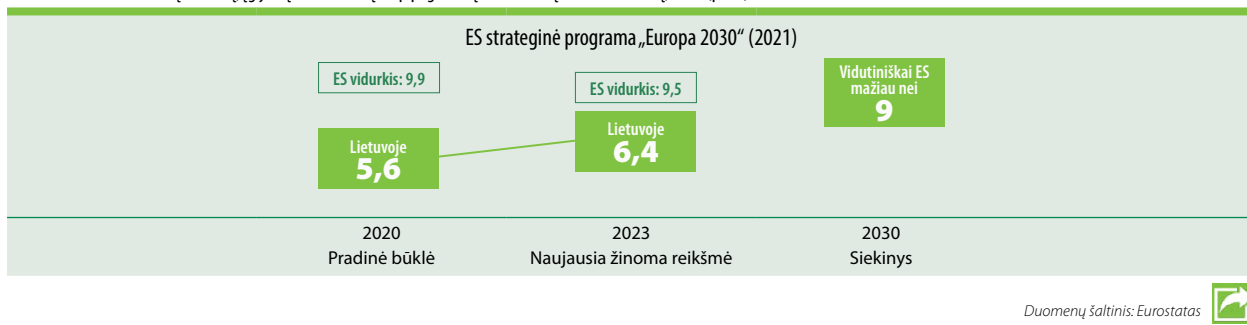 ES strateginė programa „Europa 2030“ (2021)
ES vidurkis: 9,9
ES vidurkis: 9,5
Vidutiniškai ES
mažiau nei
9
Lietuvoje
5,6
Lietuvoje
6,4
2020
Pradinė būklė
2023
Naujausia žinoma reikšmė
2030
Siekinys
Duomenų šaltinis: Eurostatas